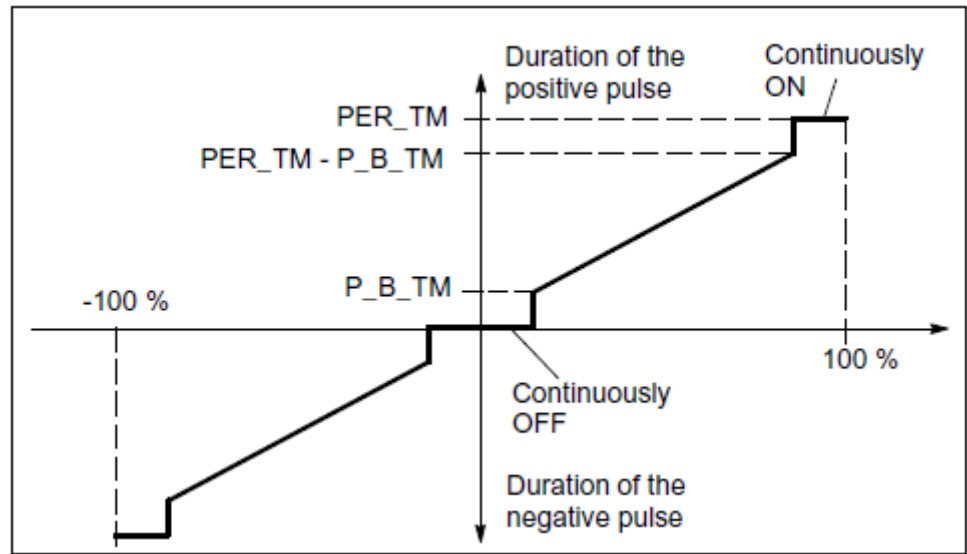 Duration of the
positive pulse
Continuously
ON
PER_TM
PER_TM - P_B_TM
P_B_TM
-100 %
100 %
Continuously
OFF
Duration of the
negative pulse